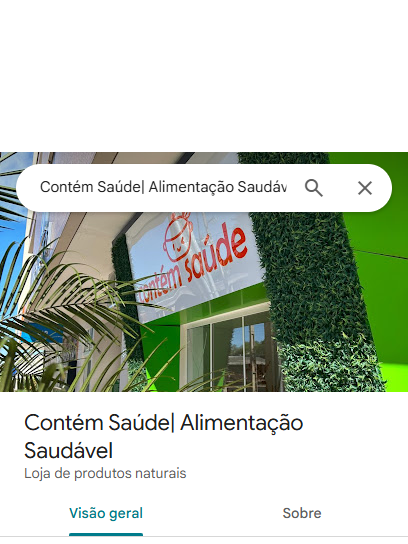 Contém Saúde| Alimentação Saudáv
contém saúde
Contém Saúde| Alimentação
Saudável
Loja de produtos naturais
Visão geral
Sobre